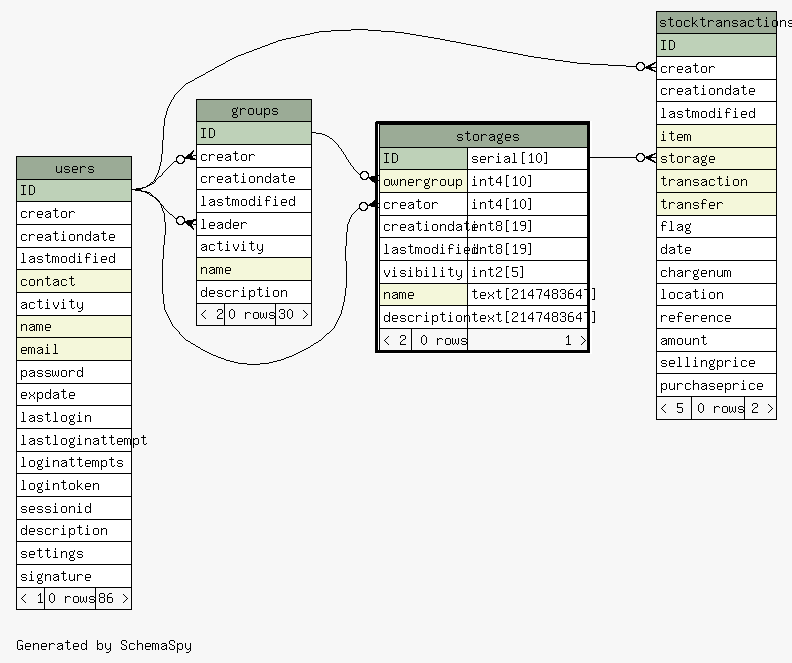 users
ID
creator
creationdate
lastmodified
contact
activity
name
email
password
expdate
lastlogin
lastloginattempt
loginattempts
logintoken
sessionid
description
settings
signature
< 1 0 rows 86 >
groups
ID
creator
creationdate
lastmodified
leader
activity
name
description
< 2 0 rows 30 >
storages
ID serial[10]
ownergroup int4[10]
creator int4[10]
creationdate int8[19]
lastmodified int8[19]
visibility int2[5]
name text[2147483647]
description text[2147483647]
< 2 0 rows 1 >
stocktransactions
ID
creator
creationdate
lastmodified
item
storage
transaction
transfer
flag
date
chargenum
location
reference
amount
sellingprice
purchaseprice
< 5 0 rows 2 >
Generated by SchemaSpy